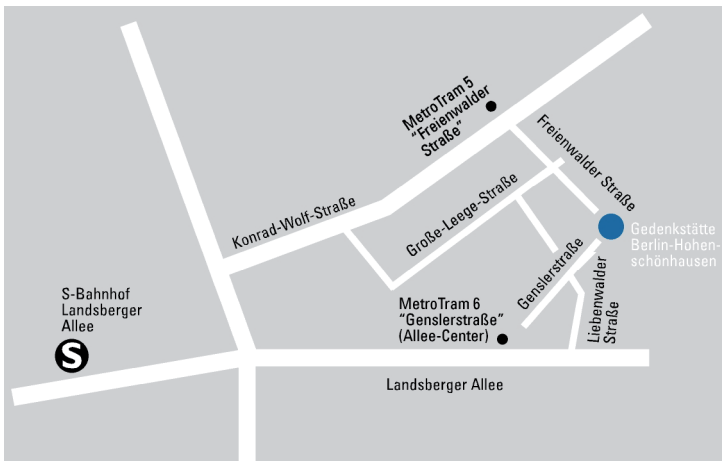 MetroTram 5
“Freienwalder
Straße”
Freienwalder Straße
Konrad-Wolf-Straße
Große-Leege-Straße
Gedenkstätte
Berlin-Hohen-
schönhausen
Genslerstraße
Liebenwalder
Straße
S-Bahnhof
Landsberger
Allee
S
MetroTram 6
“Genslerstraße”
(Allee-Center)
Landsberger Allee